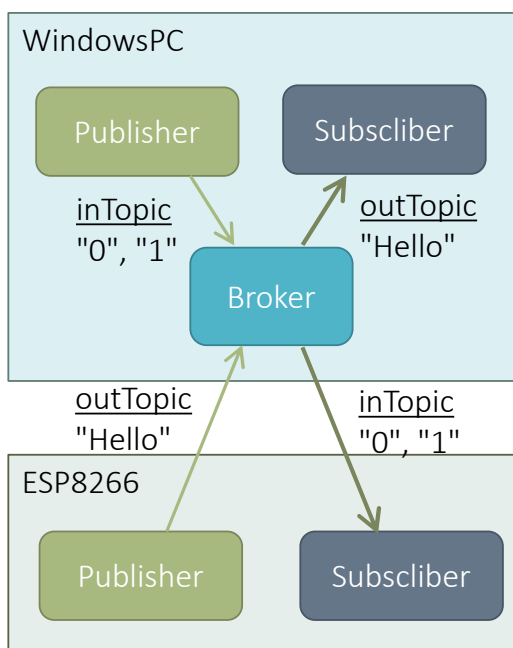 WindowsPC
Publisher
Subscliber
inTopic
"0", "1"
outTopic
"Hello"
Broker
outTopic
"Hello"
inTopic
"0", "1"
ESP8266
Publisher
Subscliber